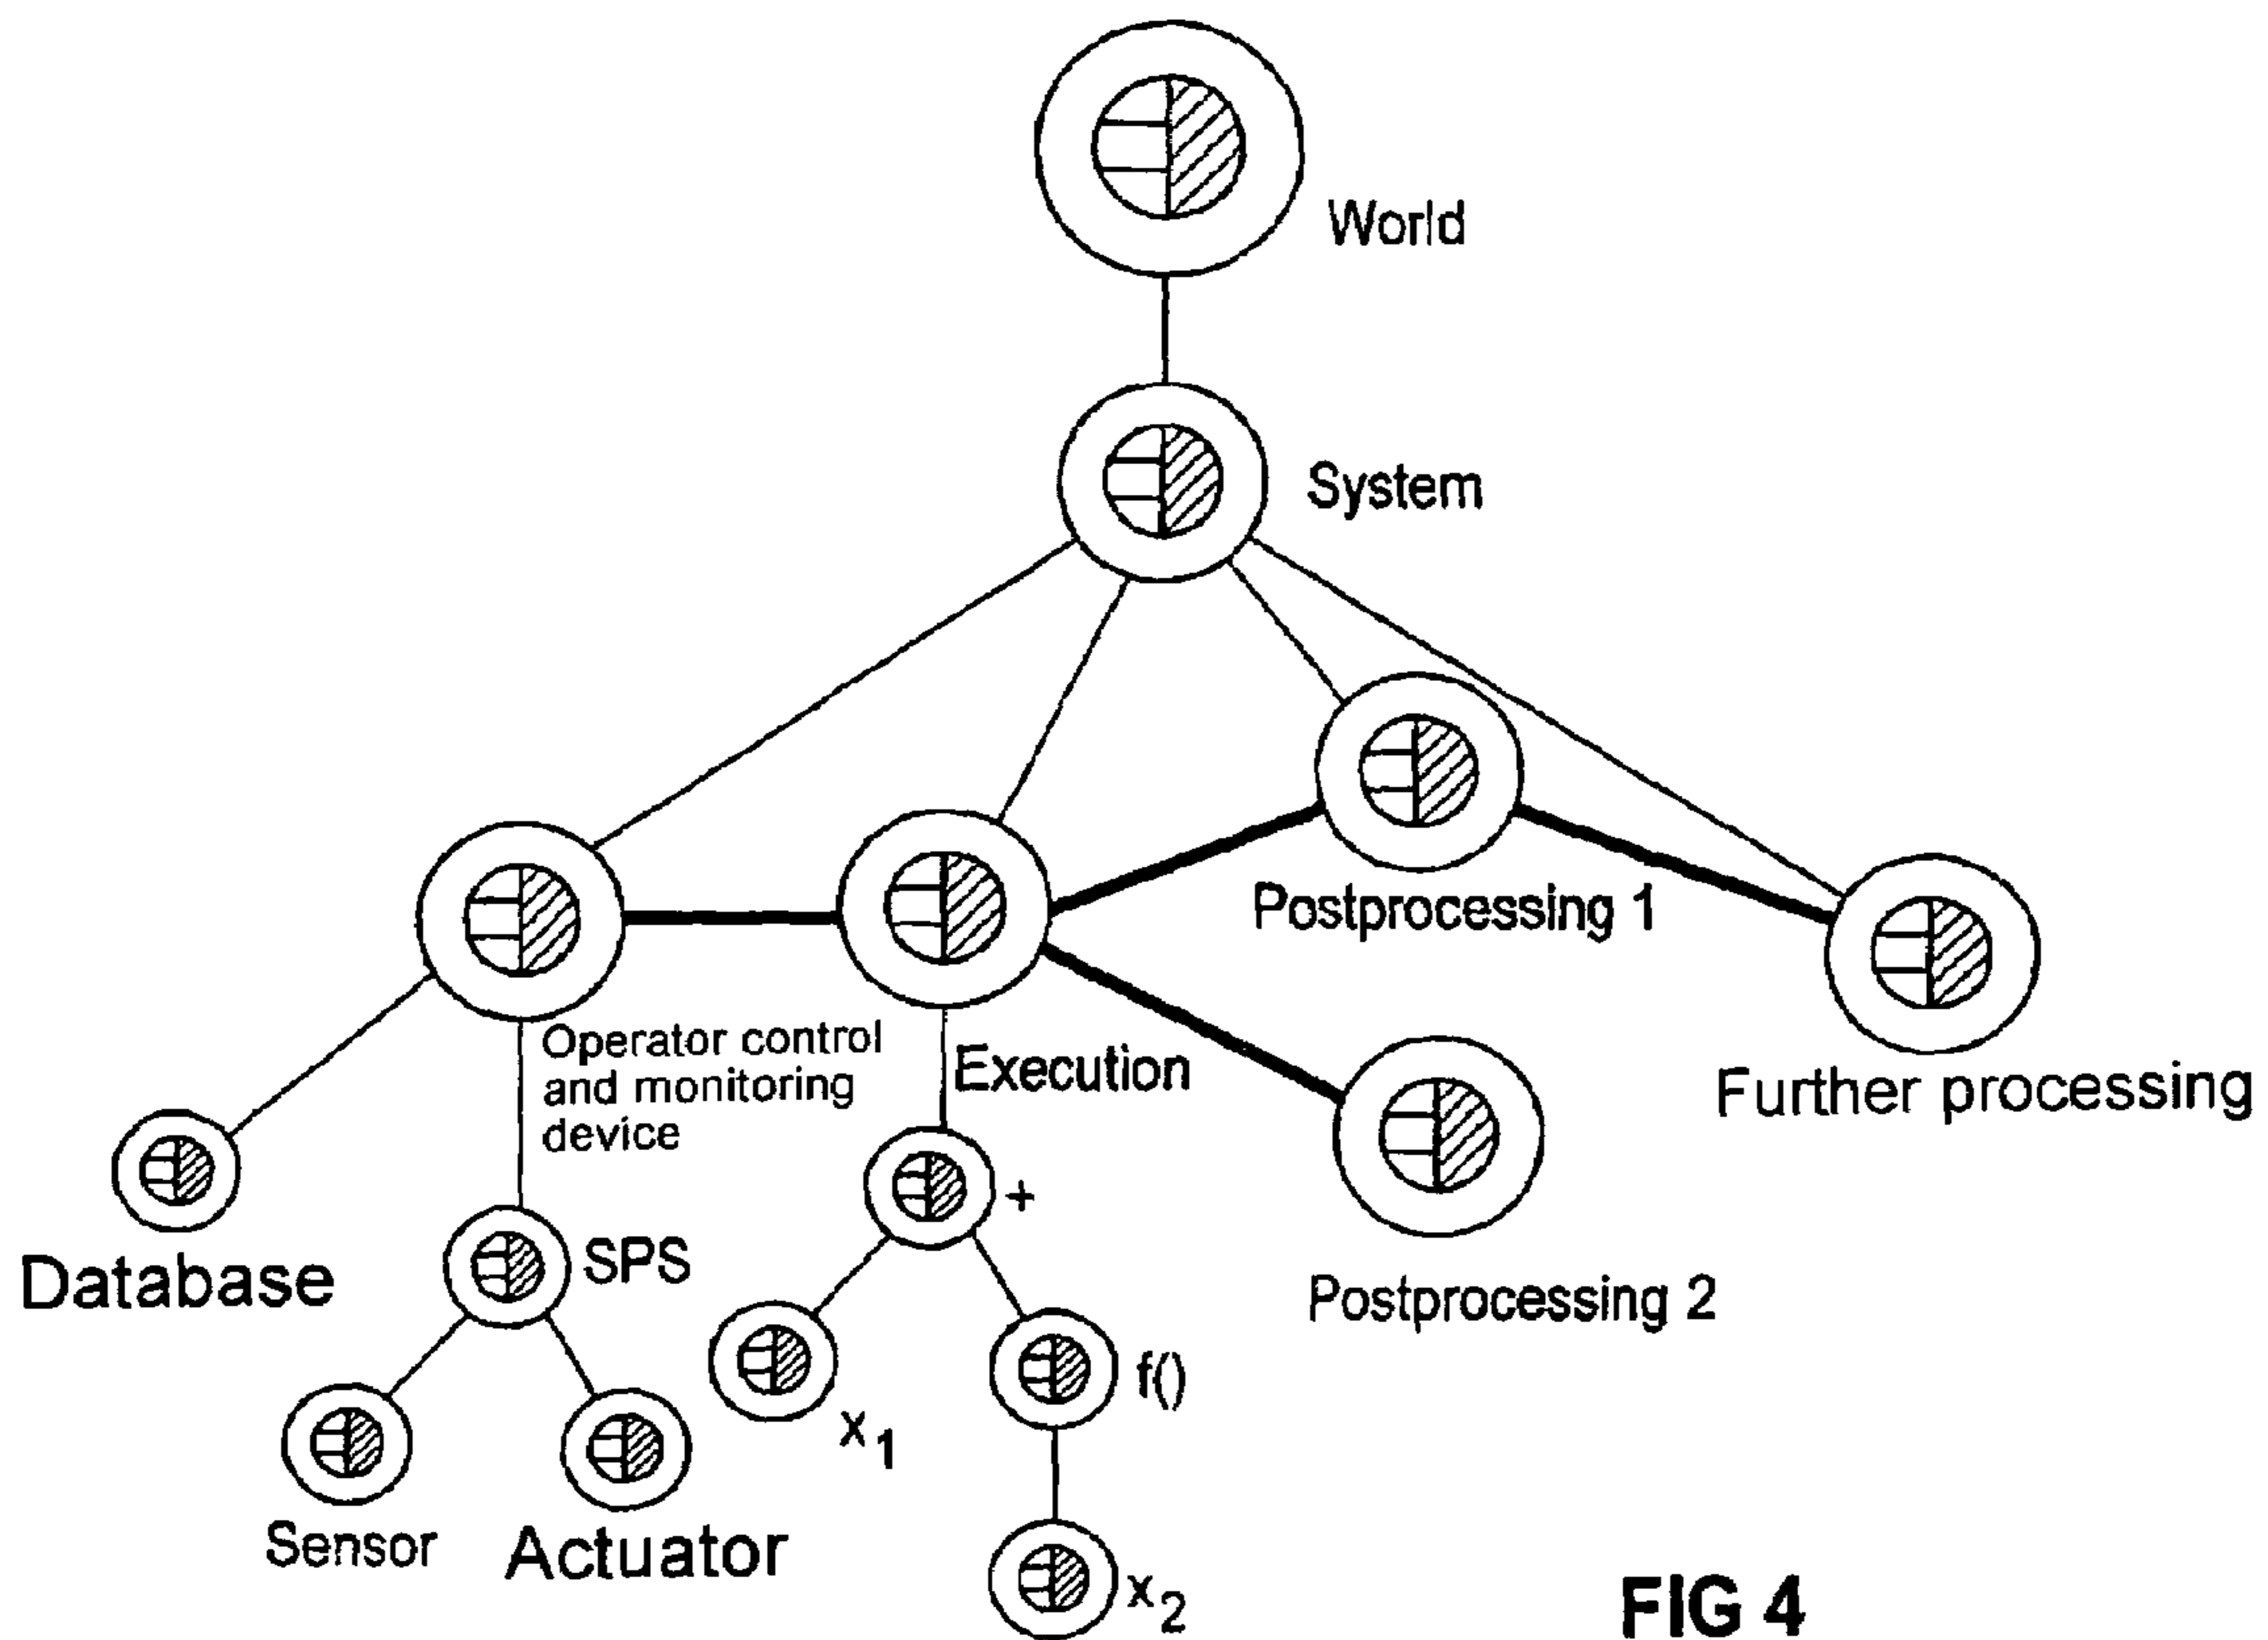 World
System
Postprocessing 1
Operator control
and monitoring
device
Execution
Further processing
+
Database
SPS
Postprocessing 2
f()
x1
Sensor
Actuator
x2
FIG 4